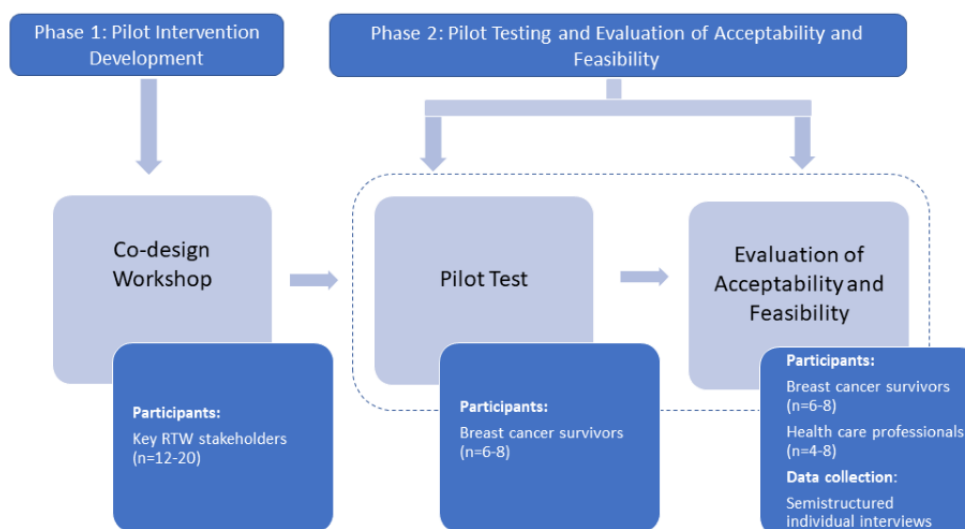 Phase 1: Pilot Intervention
Development
Phase 2: Pilot Testing and Evaluation of Acceptability and
Feasibility
Co-design
Workshop
Pilot Test
Evaluation of
Acceptability and
Feasibility
Participants:
Key RTW stakeholders
(n=12-20)
Participants:
Breast cancer survivors
(n=6-8)
Participants:
Breast cancer survivors
(n=6-8)
Health care professionals
(n=4-8)
Data collection:
Semistructured
individual interviews